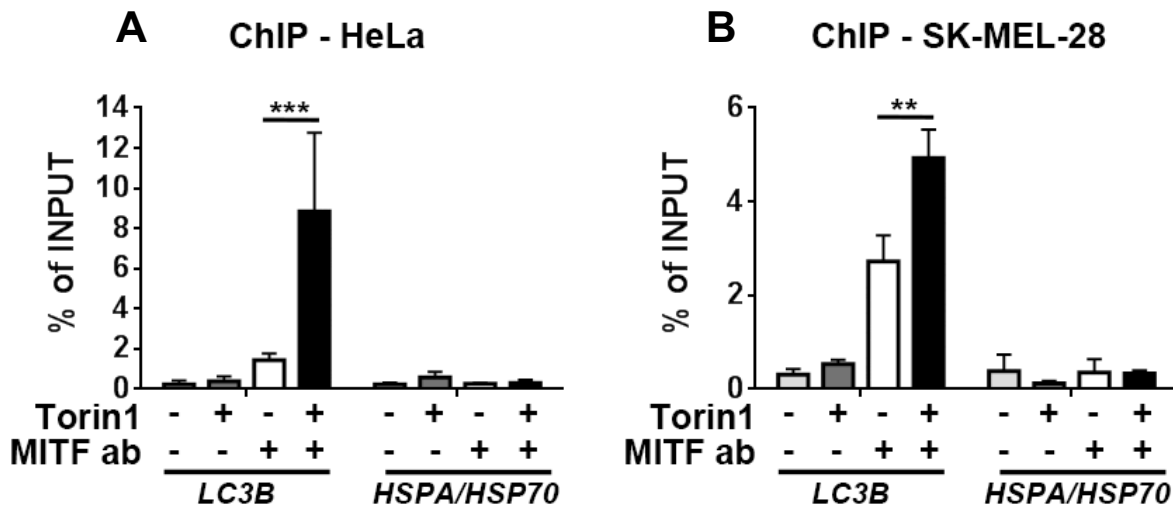 A ChIP - HeLa
% of INPUT
14
12
10
8
6
4
2
0
***
Torin1 - + - + - + - +
MITF ab - - + + - - + +
LC3B HSPA/HSP70
B ChIP - SK-MEL-28
% of INPUT
6
4
2
0
**
Torin1 - + - + - + - +
MITF ab - - + + - - + +
LC3B HSPA/HSP70